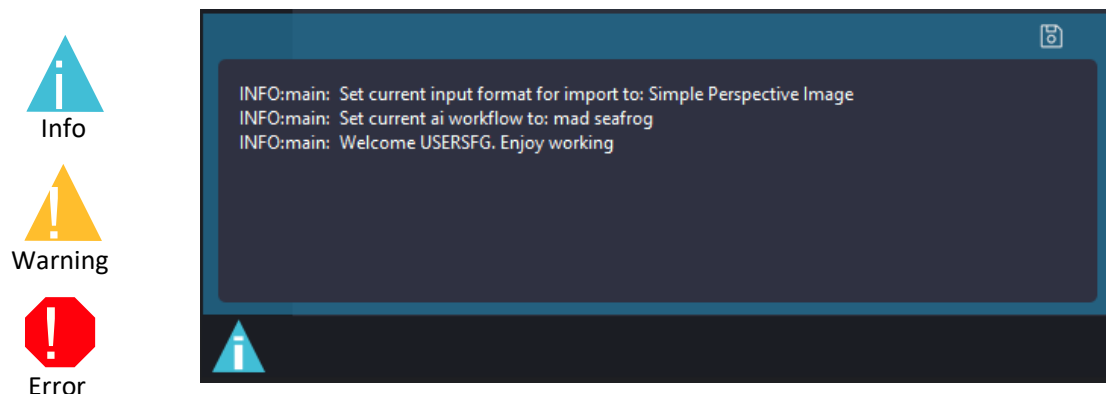 i
Info
!
Warning
!
Error
INFO:main: Set current input format for import to: Simple Perspective Image
INFO:main: Set current ai workflow to: mad seafrog
INFO:main: Welcome USERSFG. Enjoy working
i